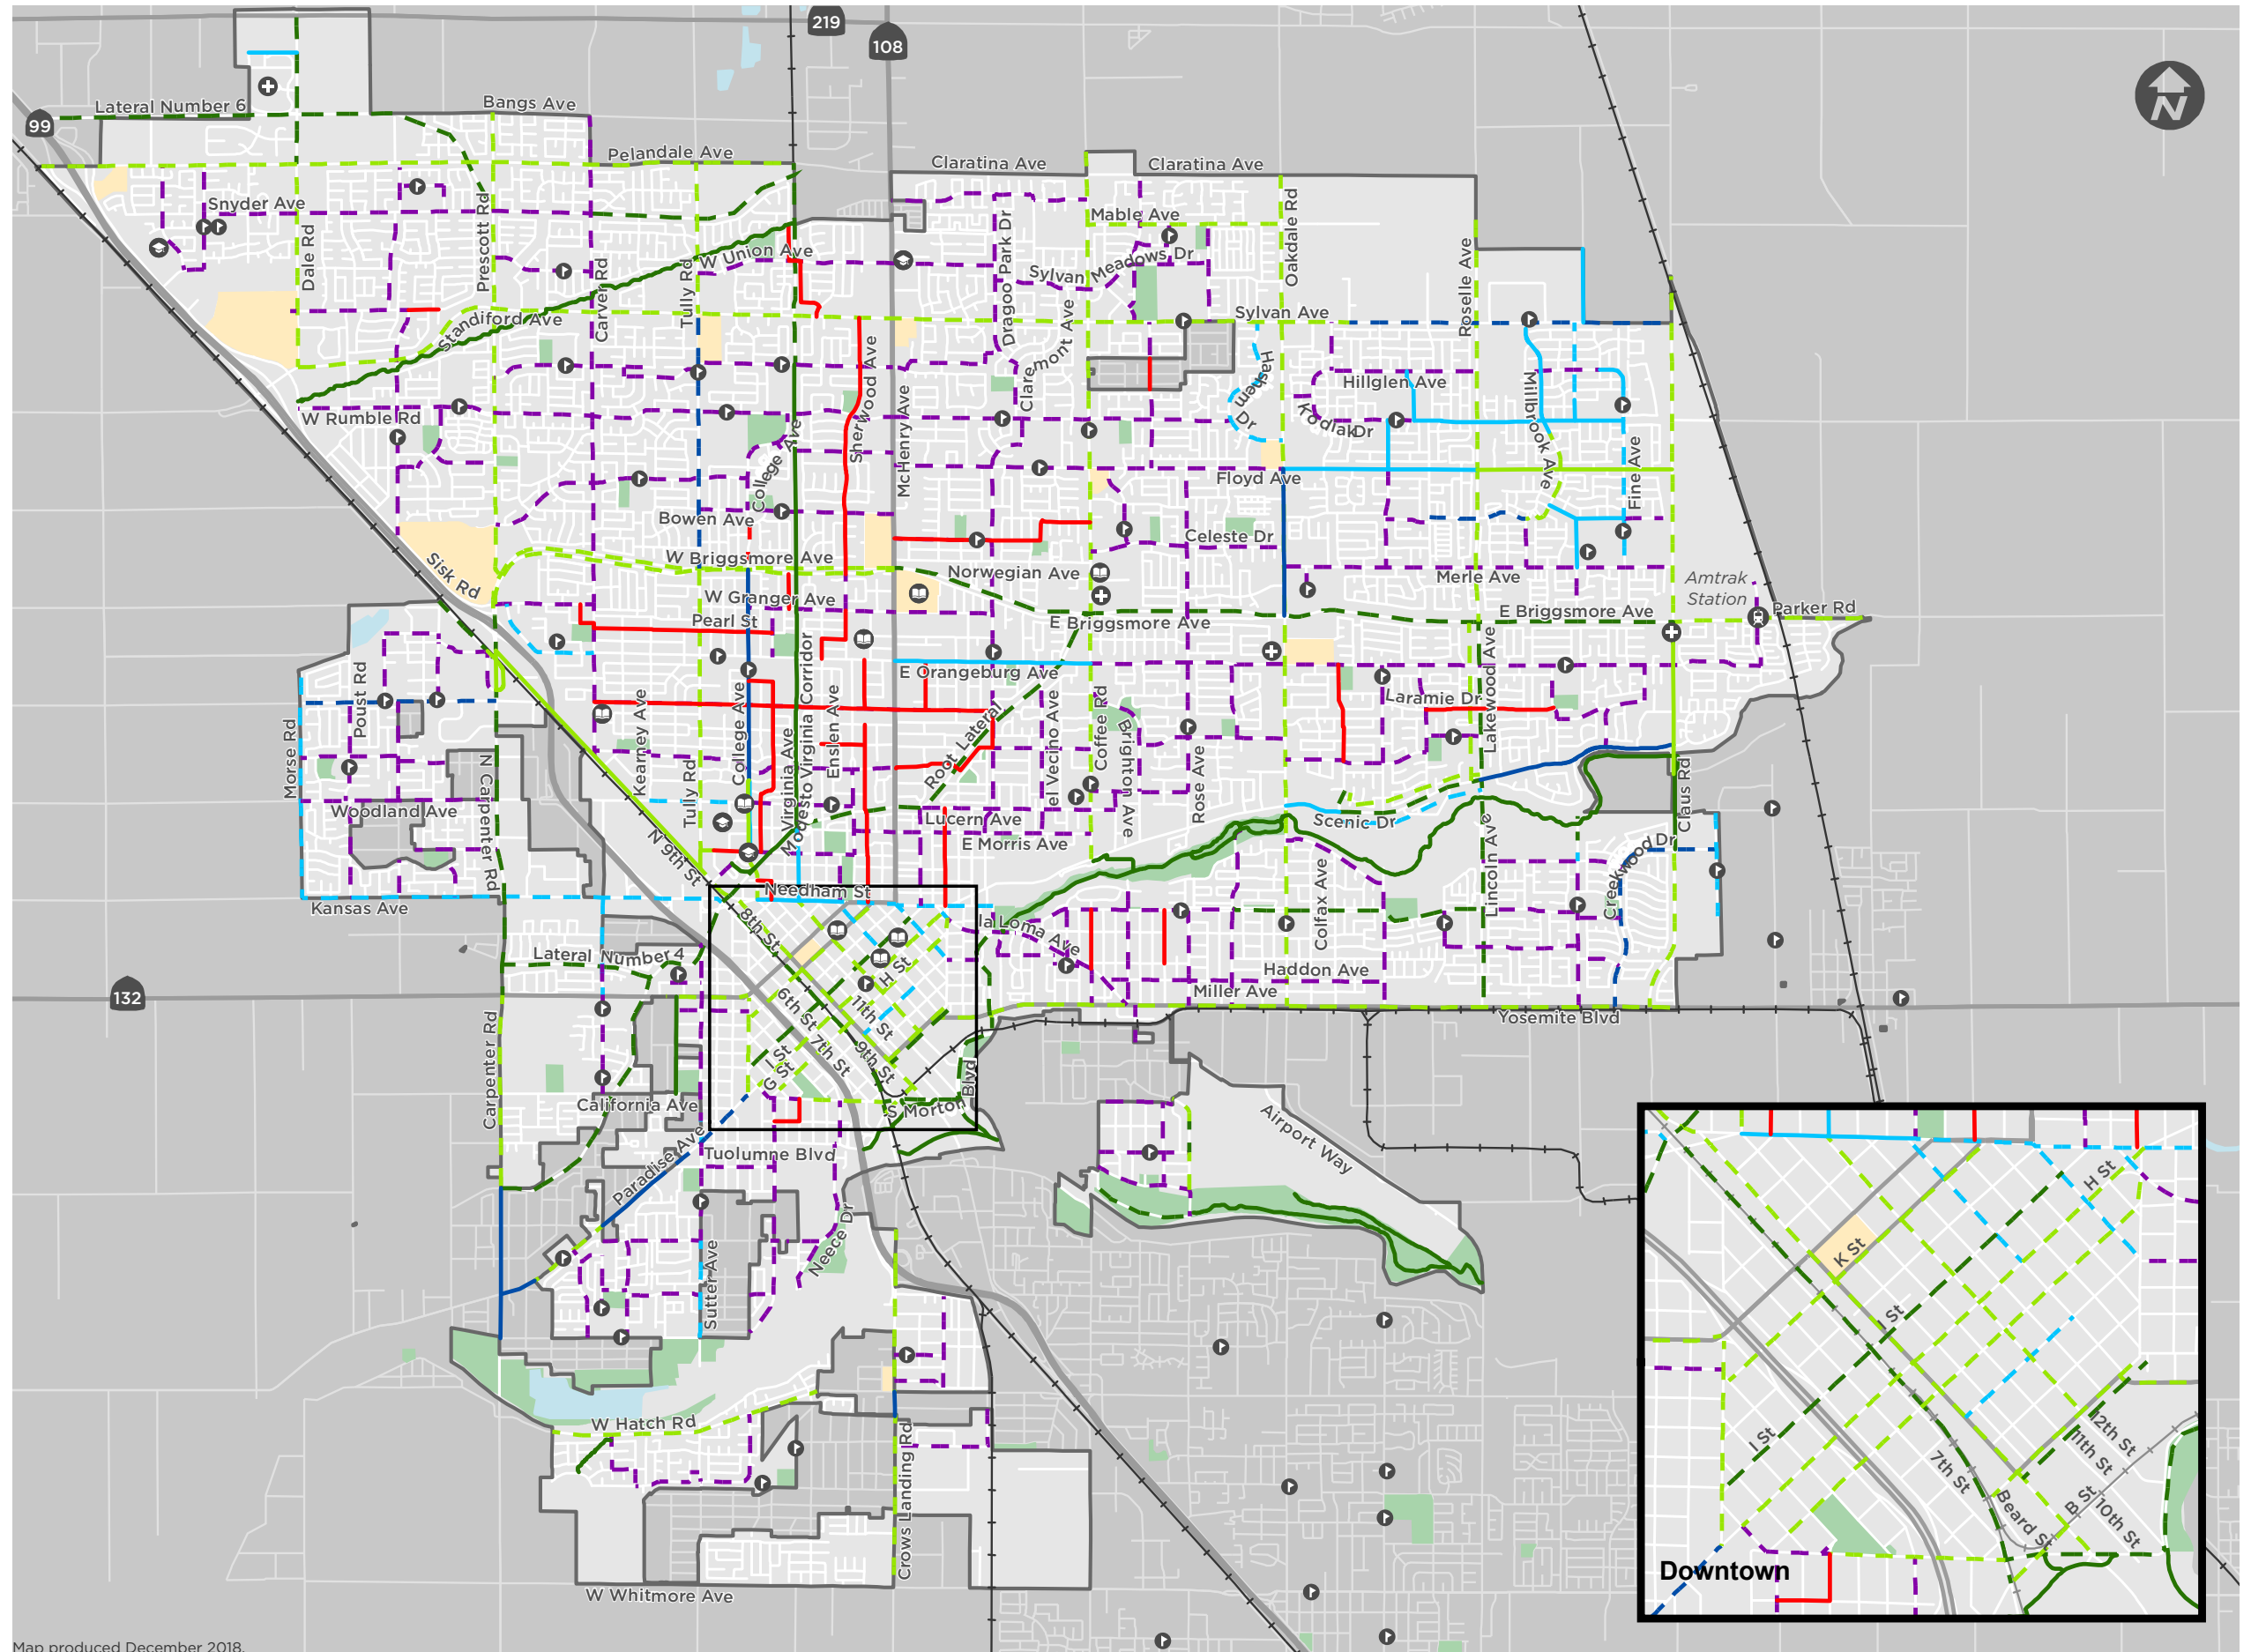 219
108
N
99
Lateral Number 6
Bangs Ave
Pelandale Ave
Claratina Ave
Claratina Ave
Snyder Ave
Dale Rd
Prescott Rd
Carver Rd
Tully Rd
W Union Ave
Dragoo Park Dr
Mable Ave
Sylvan Meadows Dr
Oakdale Rd
Roselle Ave
Standiford Ave
Sylvan Ave
Claremont Ave
Sherwood Ave
McHenry Ave
Hashem Dr
Hillglen Ave
Kodiak Dr
Millbrook Ave
Fine Ave
W Rumble Rd
College Ave
Floyd Ave
Bowen Ave
Celeste Dr
W Briggsmore Ave
Norwegian Ave
Merle Ave
Amtrak
Station
Sisk Rd
W Granger Ave
Pearl St
E Briggsmore Ave
E Briggsmore Ave
Parker Rd
E Orangeburg Ave
Poust Rd
Morse Rd
Kearney Ave
College Ave
Virginia Ave
Modesto Virginia Corridor
Enslen Ave
Root Lateral
el Vecino Ave
Coffee Rd
Brighton Ave
Rose Ave
Laramie Dr
Lakewood Ave
N Carpenter Rd
Tully Rd
Woodland Ave
N 9th St
Lucern Ave
E Morris Ave
Scenic Dr
Colfax Ave
Lincoln Ave
Creekwood Dr
Claus Rd
Kansas Ave
Needham St
8th St
la Loma Ave
Lateral Number 4
H St
Haddon Ave
Miller Ave
132
6th St
11th St
7th St
9th St
I St
G St
Yosemite Blvd
Carpenter Rd
California Ave
S Morton Blvd
Airport Way
Paradise Ave
Tuolumne Blvd
Neece Dr
Sutter Ave
W Hatch Rd
Crows Landing Rd
W Whitmore Ave
H St
K St
I St
I St
12th St
11th St
7th St
Beard St
B St
10th St
Downtown
Map produced December 2018.